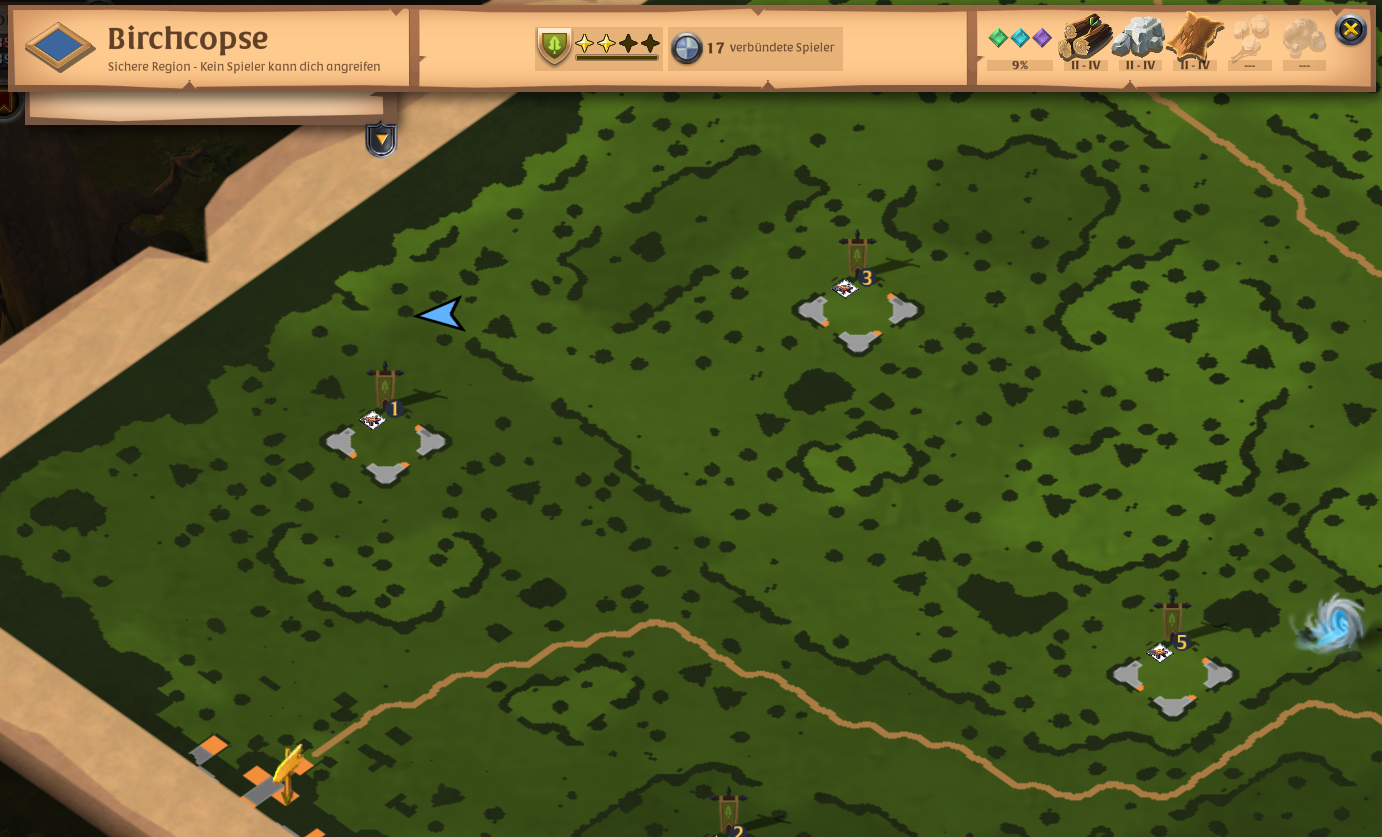 Birchcopse
Sichere Region - Kein Spieler kann dich angreifen
17 verbündete Spieler
9%
II - IV
II - IV
II - IV
---
---
3
1
5
2